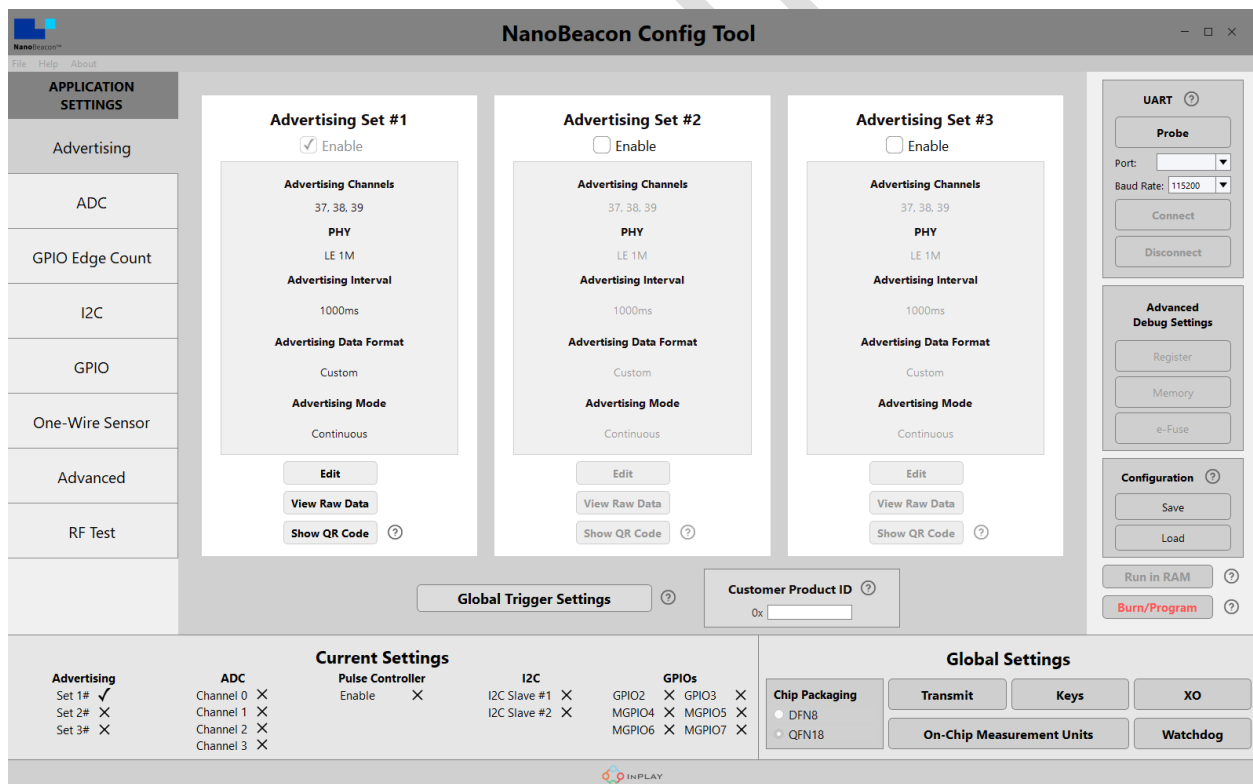 NanoBeacon Config Tool
NanoBeacon™
File Help About
APPLICATION
SETTINGS
Advertising
ADC
GPIO Edge Count
I2C
GPIO
One-Wire Sensor
Advanced
RF Test
Advertising Set #1
Enable
Advertising Channels
37, 38, 39
PHY
LE 1M
Advertising Interval
1000ms
Advertising Data Format
Custom
Advertising Mode
Continuous
Edit
View Raw Data
Show QR Code ?
Advertising Set #2
Enable
Advertising Channels
37, 38, 39
PHY
LE 1M
Advertising Interval
1000ms
Advertising Data Format
Custom
Advertising Mode
Continuous
Edit
View Raw Data
Show QR Code ?
Advertising Set #3
Enable
Advertising Channels
37, 38, 39
PHY
LE 1M
Advertising Interval
1000ms
Advertising Data Format
Custom
Advertising Mode
Continuous
Edit
View Raw Data
Show QR Code ?
Global Trigger Settings ?
Customer Product ID ?
0x
UART ?
Probe
Port:
Baud Rate: 115200
Connect
Disconnect
Advanced
Debug Settings
Register
Memory
e-Fuse
Configuration ?
Save
Load
Run in RAM ?
Burn/Program ?
Current Settings
Advertising
Set 1#
Set 2#
Set 3#
ADC
Channel 0
Channel 1
Channel 2
Channel 3
Pulse Controller
Enable
I2C
I2C Slave #1
I2C Slave #2
GPIOs
GPIO2 GPIO3
MGPIO4 MGPIO5
MGPIO6 MGPIO7
Global Settings
Chip Packaging
DFN8
QFN18
Transmit Keys XO
On-Chip Measurement Units Watchdog
INPLAY